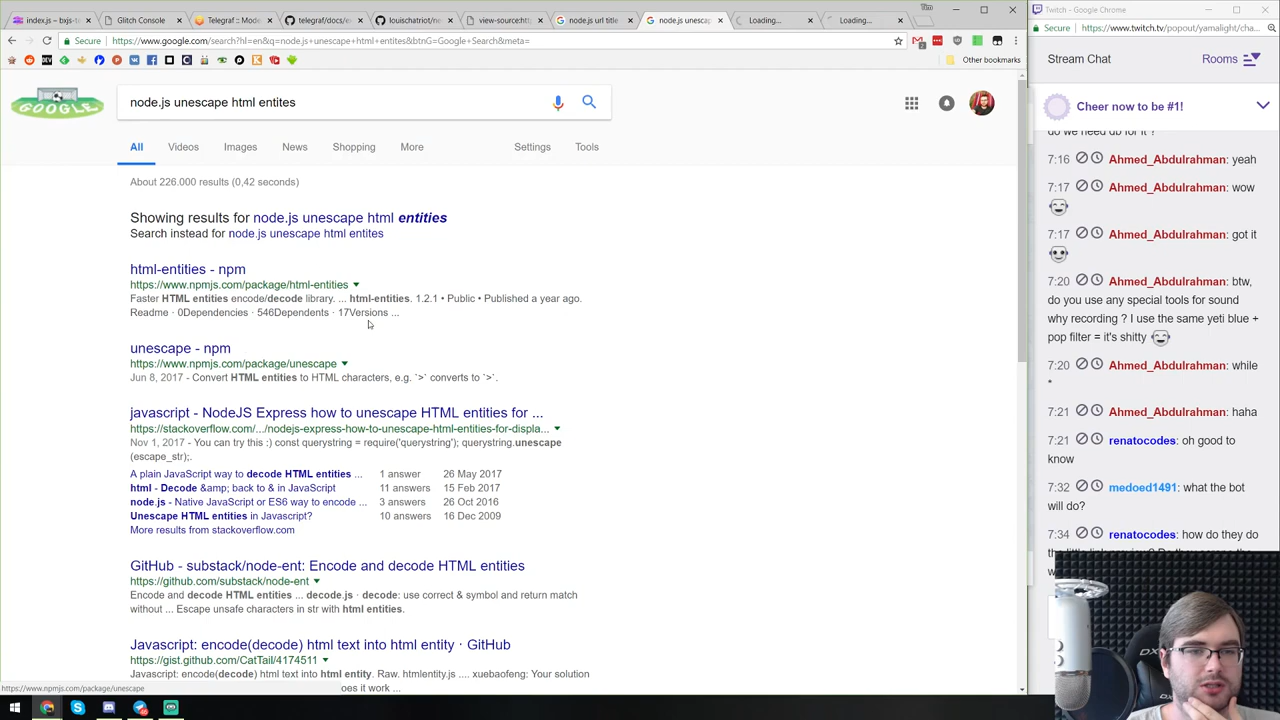 index.js – bxjs-te
Glitch Console
Telegraf :: Mode
telegraf/docs/ex
louischatriot/no
view-source:http
node.js url title
node.js unescape
Loading...
Loading...
Tim
Secure
https://www.google.com/search?hl=en&q=node.js+unescape+html+entites&btnG=Google+Search&meta=
Other bookmarks
GOOGLE
node.js unescape html entites
All
Videos
Images
News
Shopping
More
Settings
Tools
About 226.000 results (0,42 seconds)
Showing results for node.js unescape html entities
Search instead for node.js unescape html entites
html-entities - npm
https://www.npmjs.com/package/html-entities
Faster HTML entities encode/decode library. ... html-entities. 1.2.1 • Public • Published a year ago.
Readme · 0Dependencies · 546Dependents · 17Versions ...
unescape - npm
https://www.npmjs.com/package/unescape
Jun 8, 2017 - Convert HTML entities to HTML characters, e.g. `>` converts to `>`.
javascript - NodeJS Express how to unescape HTML entities for ...
https://stackoverflow.com/.../nodejs-express-how-to-unescape-html-entities-for-displa...
Nov 1, 2017 - You can try this :) const querystring = require('querystring'); querystring.unescape
(escape_str);.
A plain JavaScript way to decode HTML entities ... 1 answer 26 May 2017
html - Decode &amp; back to & in JavaScript 11 answers 15 Feb 2017
node.js - Native JavaScript or ES6 way to encode ... 3 answers 26 Oct 2016
Unescape HTML entities in Javascript? 10 answers 16 Dec 2009
More results from stackoverflow.com
GitHub - substack/node-ent: Encode and decode HTML entities
https://github.com/substack/node-ent
Encode and decode HTML entities ... decode.js · decode: use correct & symbol and return match
without ... Escape unsafe characters in str with html entities.
Javascript: encode(decode) html text into html entity · GitHub
https://gist.github.com/CatTail/4174511
Javascript: encode(decode) html text into html entity. Raw. htmlentity.js .... xuebaofeng: Your solution
oes it work ...
https://www.npmjs.com/package/unescape
Twitch - Google Chrome
Secure
https://www.twitch.tv/popout/yamalight/cha...
Stream Chat
Rooms
Cheer now to be #1!
do we need db for it ?
7:16 Ahmed_Abdulrahman: yeah
7:17 Ahmed_Abdulrahman: wow
7:17 Ahmed_Abdulrahman: got it
7:20 Ahmed_Abdulrahman: btw,
do you use any special tools for sound
why recording ? I use the same yeti blue +
pop filter = it's shitty
7:20 Ahmed_Abdulrahman: while
*
7:21 Ahmed_Abdulrahman: haha
7:21 renatocodes: oh good to
know
7:32 medoed1491: what the bot
will do?
7:34 renatocodes: how do they do
DX